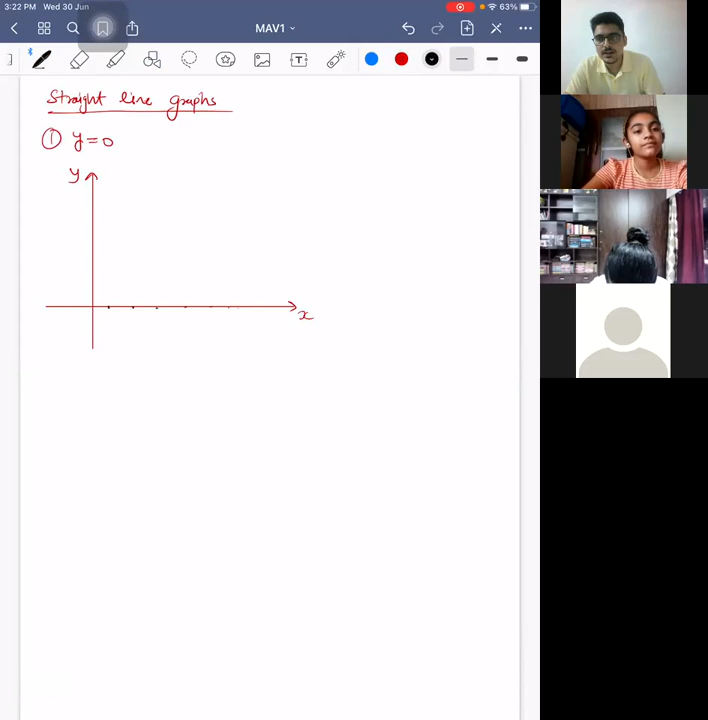 3:22 PM Wed 30 Jun
63%
MAV1
T
Straight line graphs
① y=0
y
x